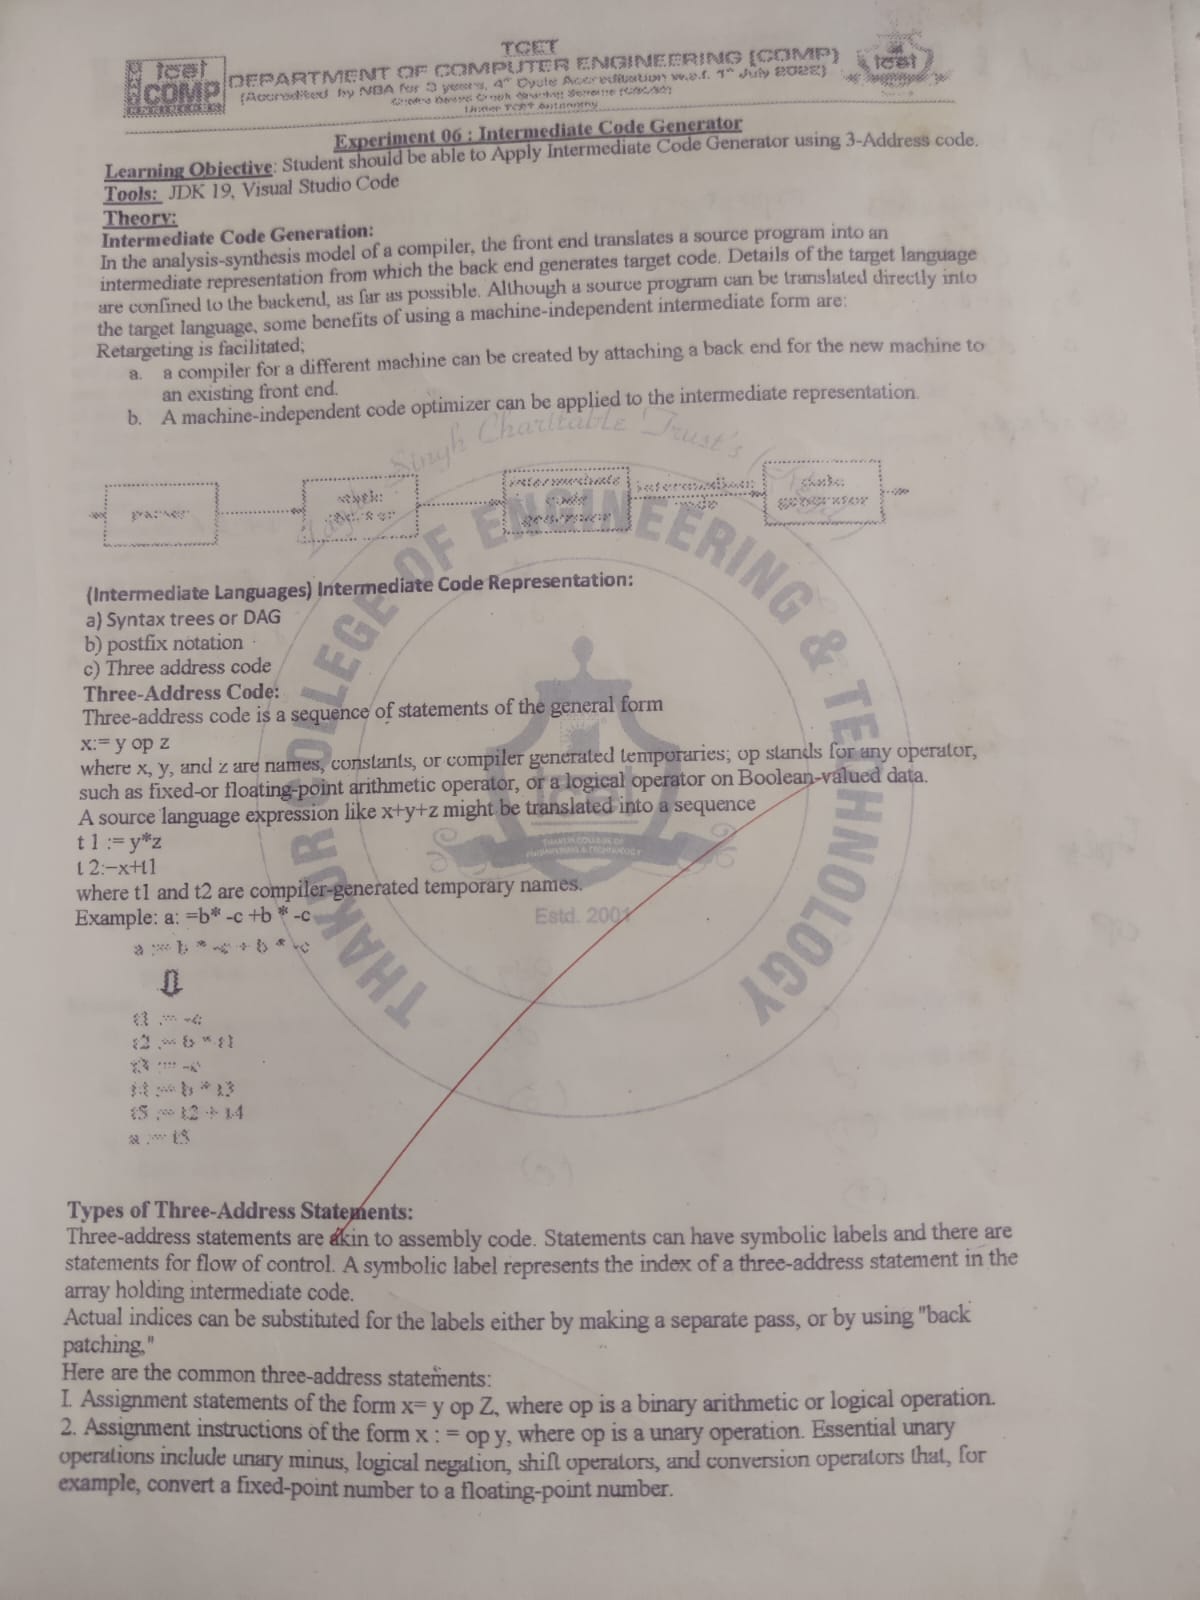 TCET
tcet
COMP
DEPARTMENT OF COMPUTER ENGINEERING (COMP)
(Accredited by NBA for 3 years, 4th Cycle Accreditation w.e.f. 1st July 2022)
Under TCET Autonomy
tcet
Experiment 06 : Intermediate Code Generator
Learning Objective: Student should be able to Apply Intermediate Code Generator using 3-Address code.
Tools: JDK 19, Visual Studio Code
Theory:
Intermediate Code Generation:
In the analysis-synthesis model of a compiler, the front end translates a source program into an
intermediate representation from which the back end generates target code. Details of the target language
are confined to the backend, as far as possible. Although a source program can be translated directly into
the target language, some benefits of using a machine-independent intermediate form are:
Retargeting is facilitated;
a. a compiler for a different machine can be created by attaching a back end for the new machine to
an existing front end.
b. A machine-independent code optimizer can be applied to the intermediate representation.
Singh Charitable Trust's
parser
static
checker
intermediate
code
generator
intermediate
code
code
generator
THAKUR COLLEGE OF ENGINEERING & TECHNOLOGY
(Intermediate Languages) Intermediate Code Representation:
a) Syntax trees or DAG
b) postfix notation
c) Three address code
Three-Address Code:
Three-address code is a sequence of statements of the general form
x:= y op z
where x, y, and z are names, constants, or compiler generated temporaries; op stands for any operator,
such as fixed-or floating-point arithmetic operator, or a logical operator on Boolean-valued data.
A source language expression like x+y+z might be translated into a sequence
tcet
THAKUR COLLEGE OF
ENGINEERING & TECHNOLOGY
t 1 := y*z
t 2:–x+t1
where t1 and t2 are compiler-generated temporary names.
Example: a: =b* -c +b * -c
Estd. 2001
a := b * -c + b * -c
t1 := -c
t2 := b * t1
t3 := -c
t4 := b * t3
t5 := t2 + t4
a := t5
Types of Three-Address Statements:
Three-address statements are akin to assembly code. Statements can have symbolic labels and there are
statements for flow of control. A symbolic label represents the index of a three-address statement in the
array holding intermediate code.
Actual indices can be substituted for the labels either by making a separate pass, or by using "back
patching,"
Here are the common three-address statements:
I. Assignment statements of the form x= y op Z, where op is a binary arithmetic or logical operation.
2. Assignment instructions of the form x : = op y, where op is a unary operation. Essential unary
operations include unary minus, logical negation, shift operators, and conversion operators that, for
example, convert a fixed-point number to a floating-point number.